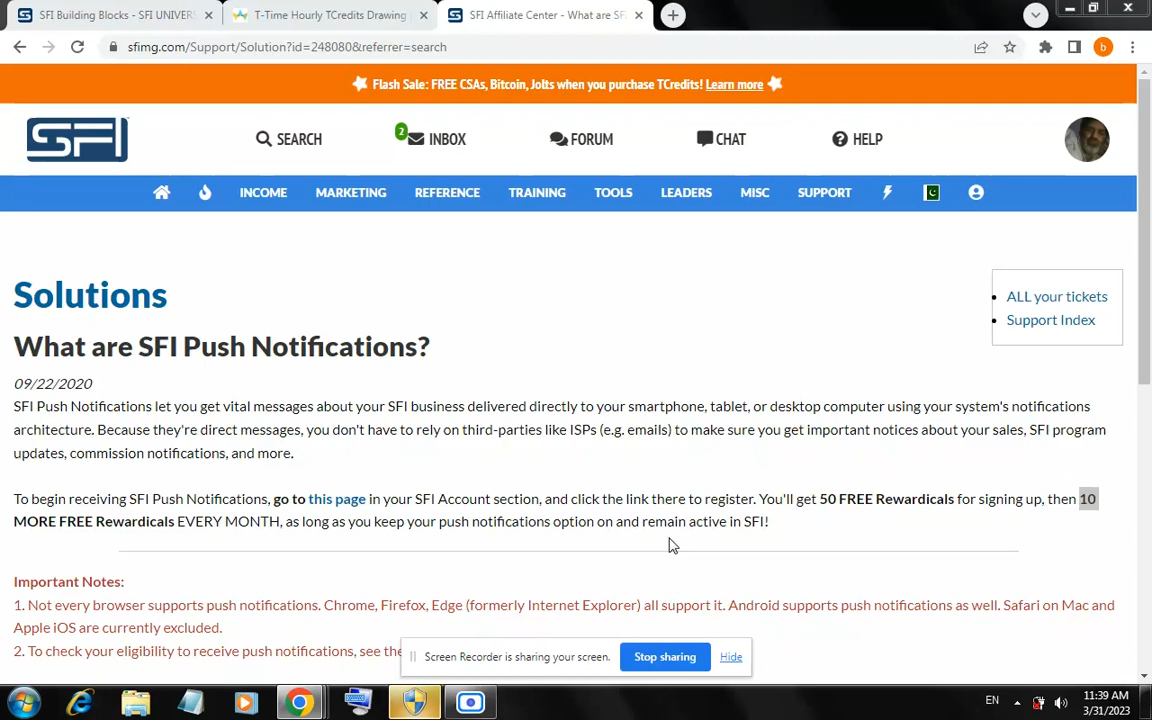 SFI Building Blocks - SFI UNIVERS
T-Time Hourly TCredits Drawing
SFI Affiliate Center - What are SF
sfimg.com/Support/Solution?id=248080&referrer=search
b
Flash Sale: FREE CSAs, Bitcoin, Jolts when you purchase TCredits! Learn more
SFI
SEARCH
2 INBOX
FORUM
CHAT
HELP
INCOME MARKETING REFERENCE TRAINING TOOLS LEADERS MISC SUPPORT
Solutions
ALL your tickets
Support Index
What are SFI Push Notifications?
09/22/2020
SFI Push Notifications let you get vital messages about your SFI business delivered directly to your smartphone, tablet, or desktop computer using your system's notifications
architecture. Because they're direct messages, you don't have to rely on third-parties like ISPs (e.g. emails) to make sure you get important notices about your sales, SFI program
updates, commission notifications, and more.
To begin receiving SFI Push Notifications, go to this page in your SFI Account section, and click the link there to register. You'll get 50 FREE Rewardicals for signing up, then 10
MORE FREE Rewardicals EVERY MONTH, as long as you keep your push notifications option on and remain active in SFI!
Important Notes:
1. Not every browser supports push notifications. Chrome, Firefox, Edge (formerly Internet Explorer) all support it. Android supports push notifications as well. Safari on Mac and
Apple iOS are currently excluded.
2. To check your eligibility to receive push notifications, see the
Screen Recorder is sharing your screen. Stop sharing Hide
EN
11:39 AM
3/31/2023